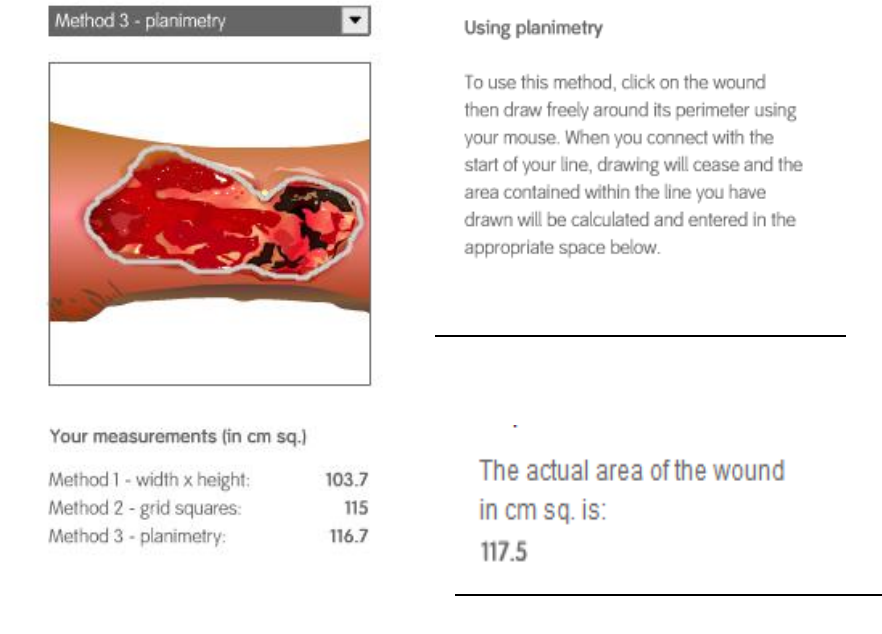 Method 3 - planimetry
Using planimetry
To use this method, click on the wound
then draw freely around its perimeter using
your mouse. When you connect with the
start of your line, drawing will cease and the
area contained within the line you have
drawn will be calculated and entered in the
appropriate space below.
Your measurements (in cm sq.)
Method 1 - width x height: 103.7
Method 2 - grid squares: 115
Method 3 - planimetry: 116.7
The actual area of the wound
in cm sq. is:
117.5